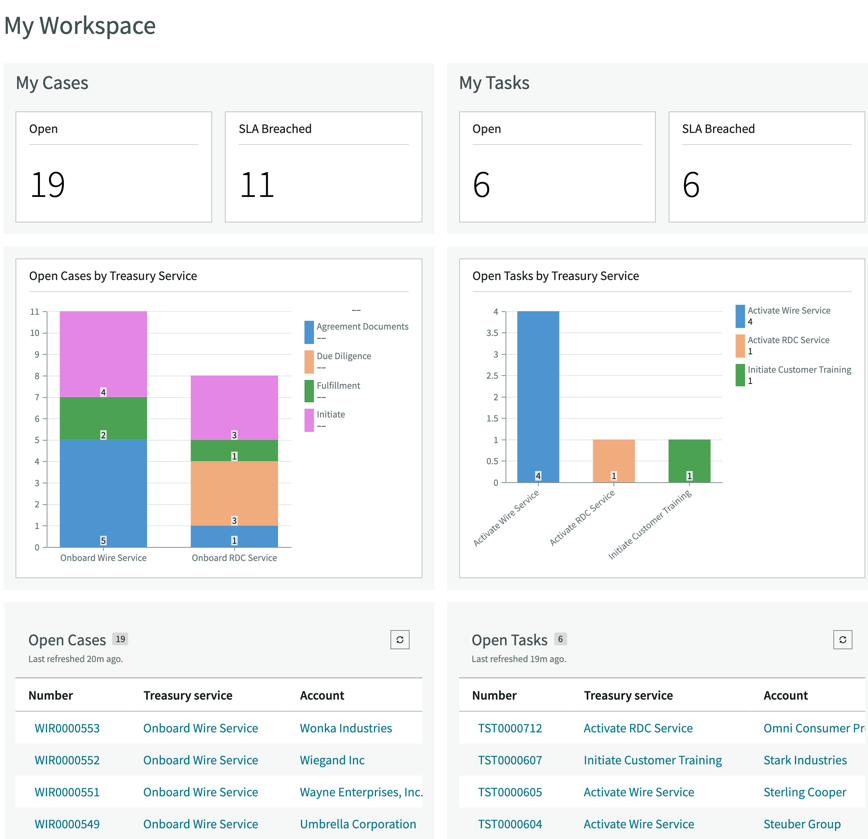 My Workspace
My Cases
Open
19
SLA Breached
11
My Tasks
Open
6
SLA Breached
6
Open Cases by Treasury Service
11
10
9
8
7
6
5
4
3
2
1
0
4
2
5
3
1
3
1
Onboard Wire Service
Onboard RDC Service
--
Agreement Documents
--
Due Diligence
--
Fulfillment
--
Initiate
--
Open Tasks by Treasury Service
4
3.5
3
2.5
2
1.5
1
0.5
0
4
1
1
Activate Wire Service
Activate RDC Service
Initiate Customer Training
Activate Wire Service
4
Activate RDC Service
1
Initiate Customer Training
1
Open Cases 19
Last refreshed 20m ago.
Number Treasury service Account
WIR0000553 Onboard Wire Service Wonka Industries
WIR0000552 Onboard Wire Service Wiegand Inc
WIR0000551 Onboard Wire Service Wayne Enterprises, Inc.
WIR0000549 Onboard Wire Service Umbrella Corporation
Open Tasks 6
Last refreshed 19m ago.
Number Treasury service Account
TST0000712 Activate RDC Service Omni Consumer Pr
TST0000607 Initiate Customer Training Stark Industries
TST0000605 Activate Wire Service Sterling Cooper
TST0000604 Activate Wire Service Steuber Group